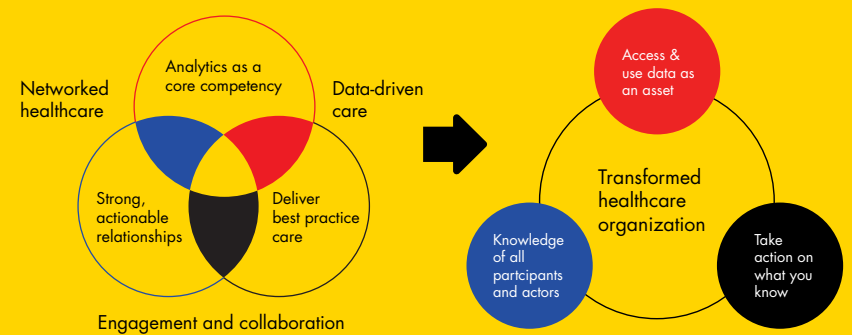 Analytics as a
core competency
Networked
healthcare
Data-driven
care
Strong,
actionable
relationships
Deliver
best practice
care
Engagement and collaboration
Access &
use data as
an asset
Transformed
healthcare
organization
Knowledge
of all
partcipants
and actors
Take
action on
what you
know